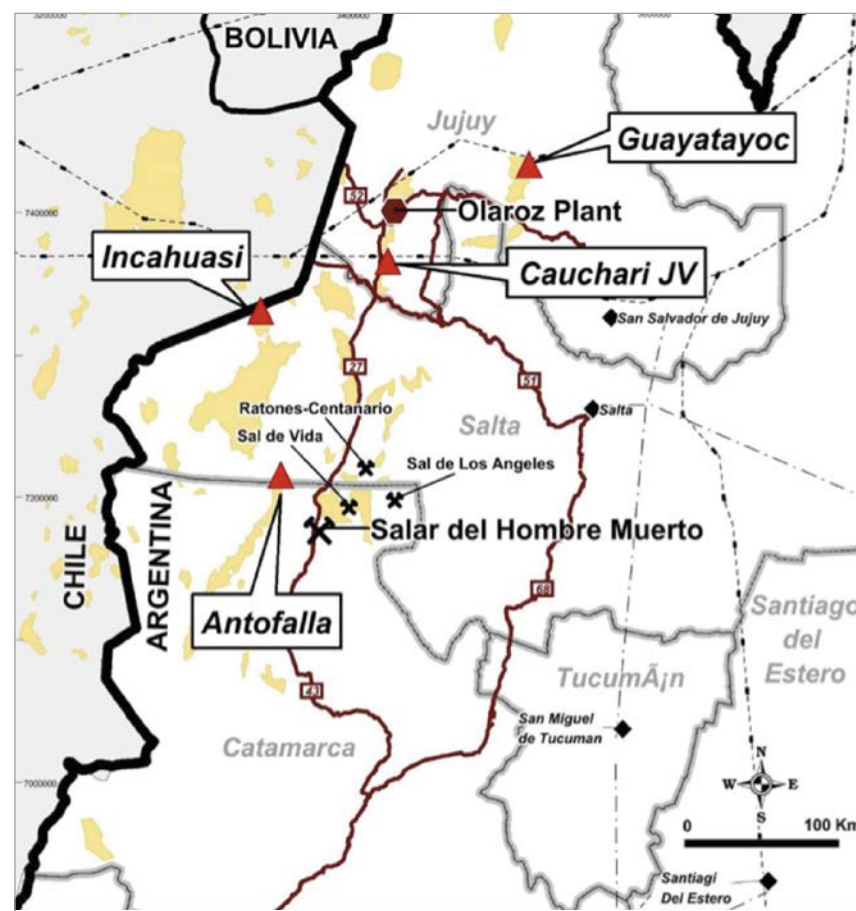 3400000
BOLIVIA
Jujuy
Guayatayoc
52
7400000
Olaroz Plant
Incahuasi
Cauchari JV
San Salvador de Jujuy
27
51
Ratones-Centanario
Salta
Salta
Sal de Vida
Sal de Los Angeles
7200000
Salar del Hombre Muerto
CHILE
ARGENTINA
68
Antofalla
Santiago
del
Estero
TucumÃ¡n
43
San Miguel
de Tucuman
Catamarca
N
W
E
S
7000000
0
100 Km
Santiagi
Del Estero